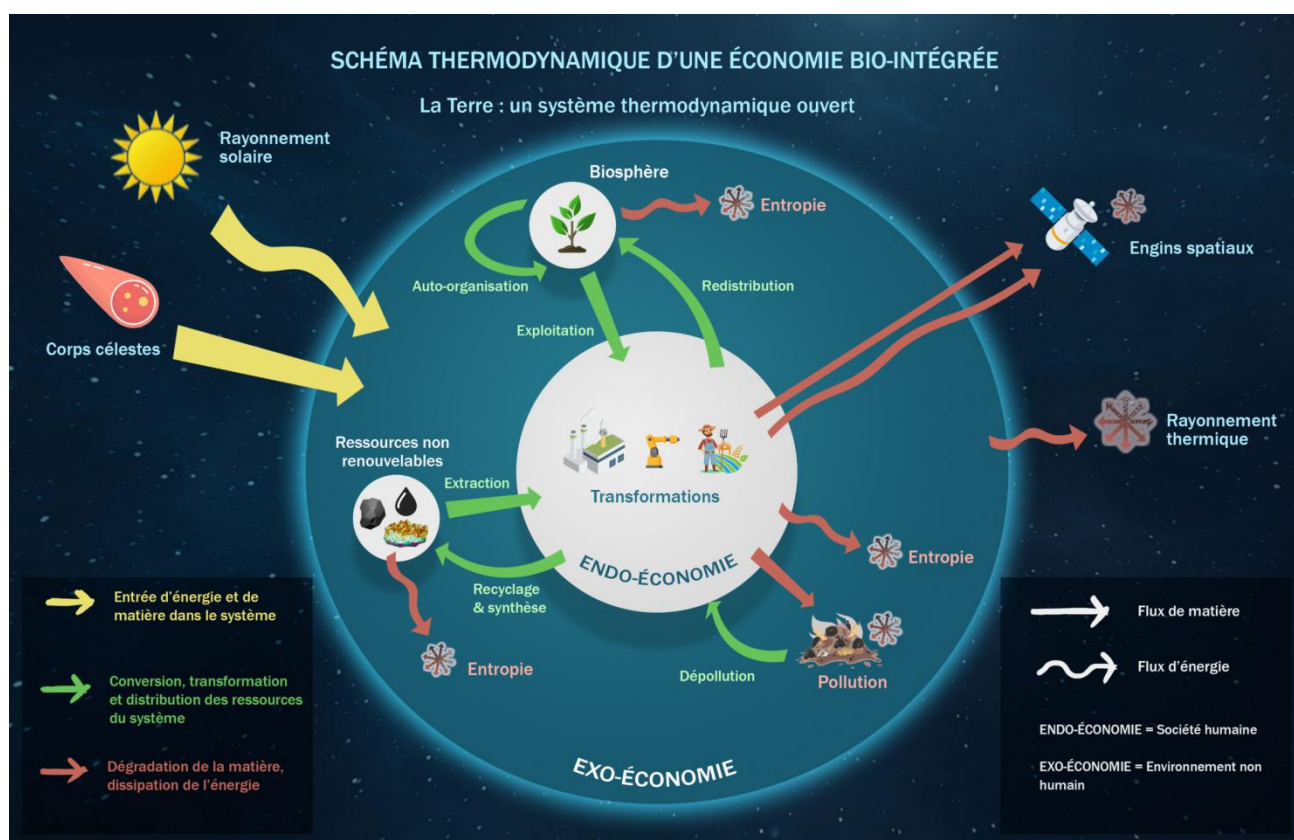 SCHÉMA THERMODYNAMIQUE D'UNE ÉCONOMIE BIO-INTÉGRÉE
La Terre : un système thermodynamique ouvert
Rayonnement
solaire
Corps célestes
Biosphère
Entropie
Auto-organisation
Redistribution
Exploitation
Engins spatiaux
Rayonnement
thermique
Ressources non
renouvelables
Extraction
Transformations
ENDO-ÉCONOMIE
Recyclage
& synthèse
Entropie
Entropie
Dépollution
Pollution
EXO-ÉCONOMIE
Entrée d'énergie et de
matière dans le système
Conversion, transformation
et distribution des ressources
du système
Dégradation de la matière,
dissipation de l'énergie
Flux de matière
Flux d'énergie
ENDO-ÉCONOMIE = Société humaine
EXO-ÉCONOMIE = Environnement non
humain